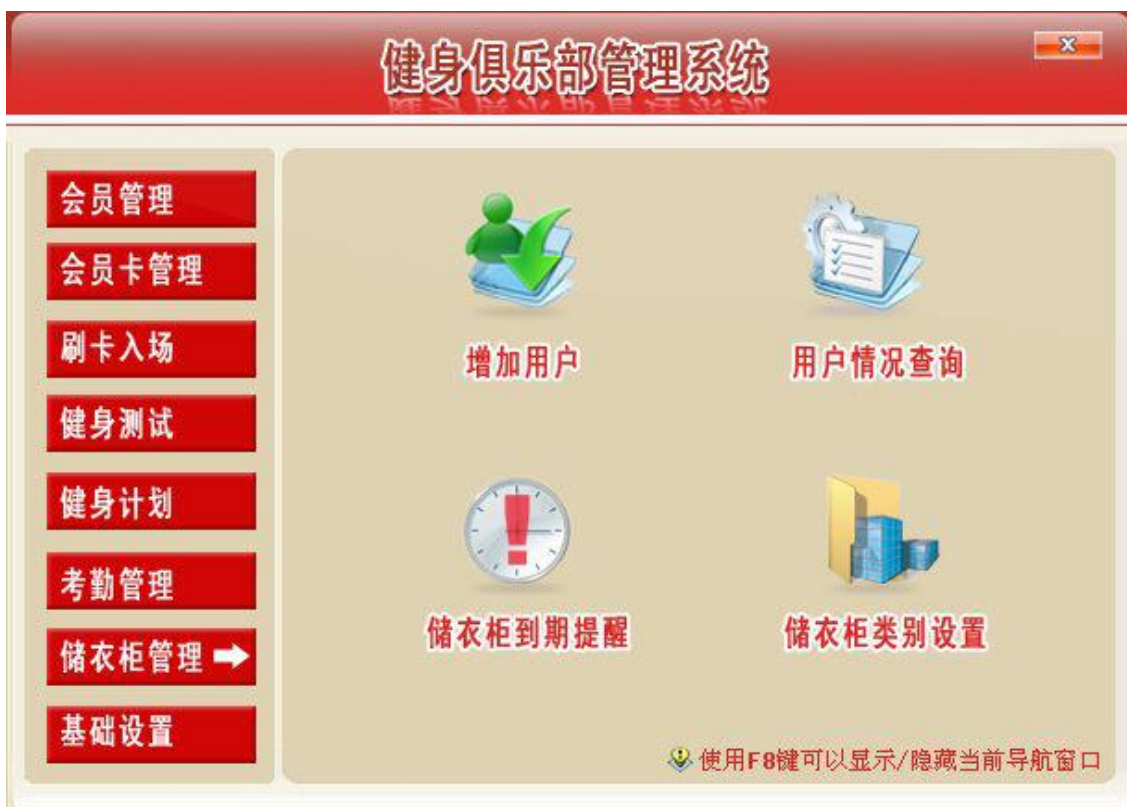 健身俱乐部管理系统
会员管理
会员卡管理
刷卡入场
健身测试
健身计划
考勤管理
储衣柜管理
基础设置
增加用户
用户情况查询
储衣柜到期提醒
储衣柜类别设置
使用F8键可以显示/隐藏当前导航窗口